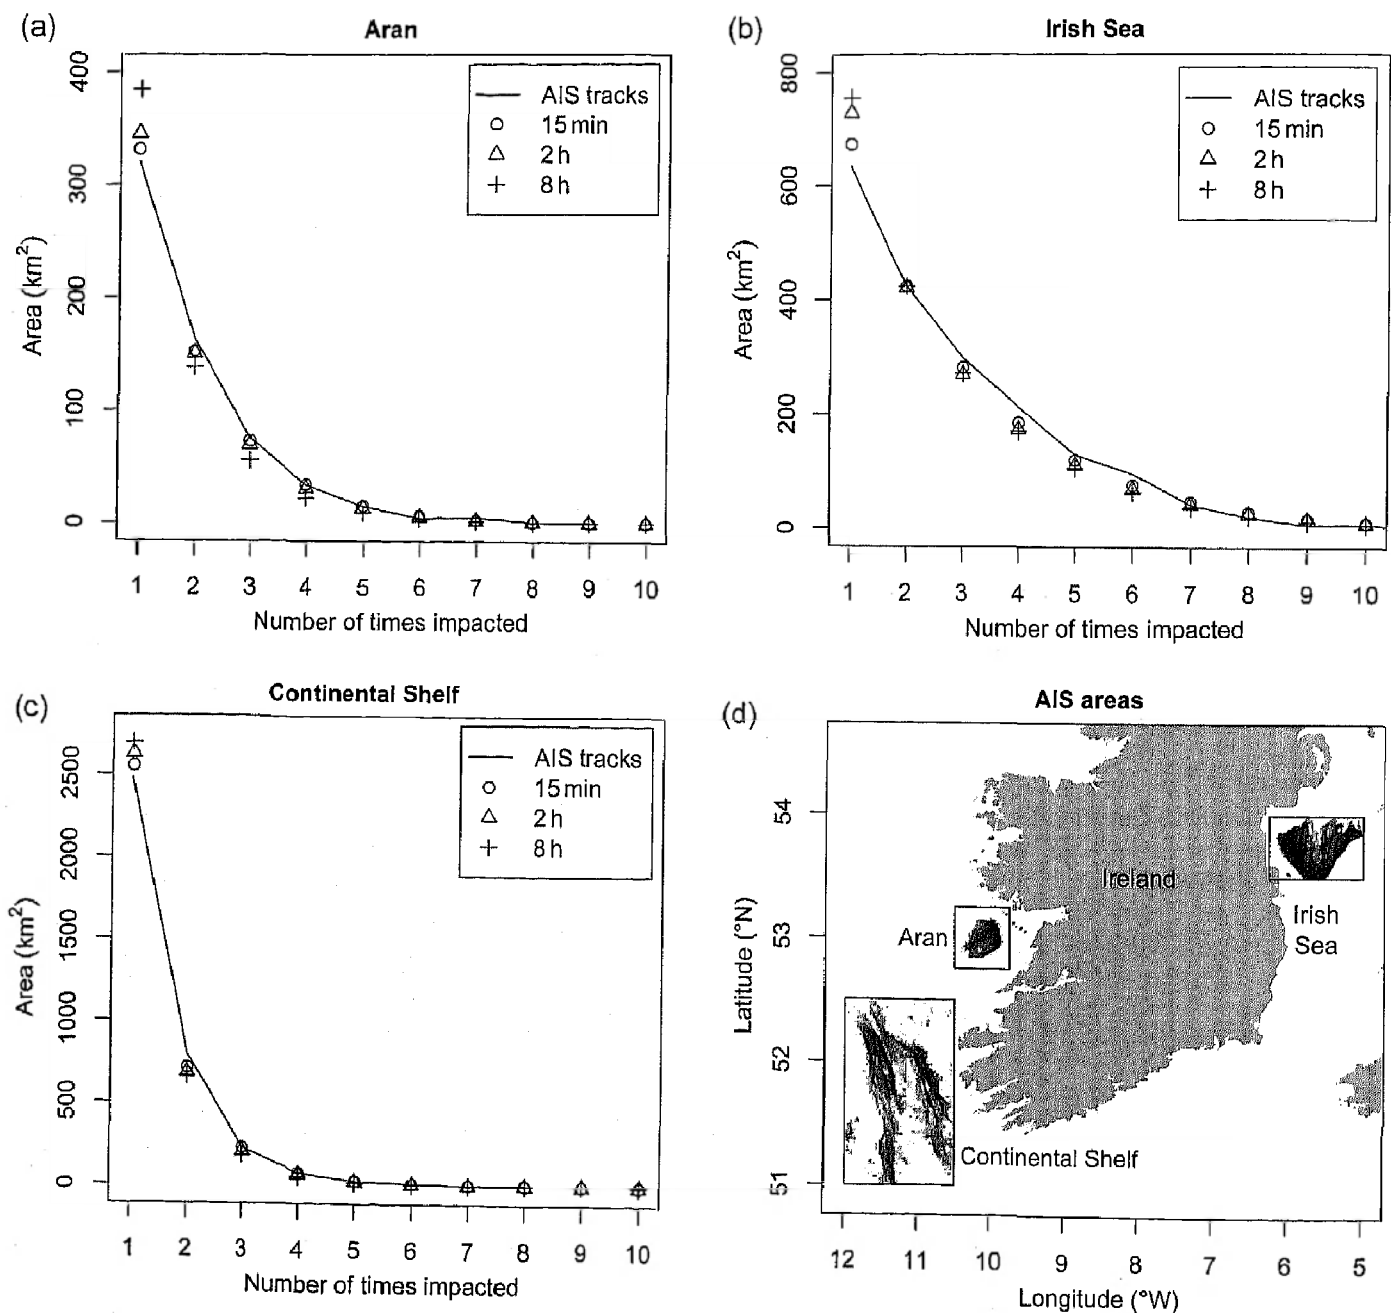 (a)
Aran
400
300
200
100
0
Area (km²)
AIS tracks
15 min
2 h
8 h
1 2 3 4 5 6 7 8 9 10
Number of times impacted
(b)
Irish Sea
800
600
400
200
0
Area (km²)
AIS tracks
15 min
2 h
8 h
1 2 3 4 5 6 7 8 9 10
Number of times impacted
(c)
Continental Shelf
2500
2000
1500
1000
500
0
Area (km²)
AIS tracks
15 min
2 h
8 h
1 2 3 4 5 6 7 8 9 10
Number of times impacted
(d)
AIS areas
54
53
52
51
Latitude (°N)
Ireland
Irish
Sea
Aran
Continental Shelf
12 11 10 9 8 7 6 5
Longitude (°W)